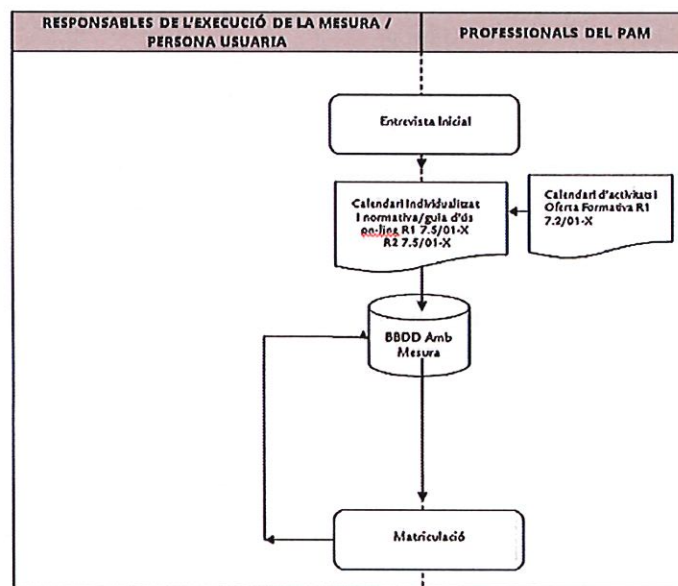 RESPONSABLES DE L'EXECUCIÓ DE LA MESURA /
PERSONA USUARIA
PROFESSIONALS DEL PAM
Entrevista Inicial
Calendari Individualitzat
I normativa/guia d'ús
on-line R1 7.5/01-X
R2 7.5/01-X
Calendari d'activitats I
Oferta Formativa R1
7.2/01-X
BBDD Amb
Mesura
Matriculació